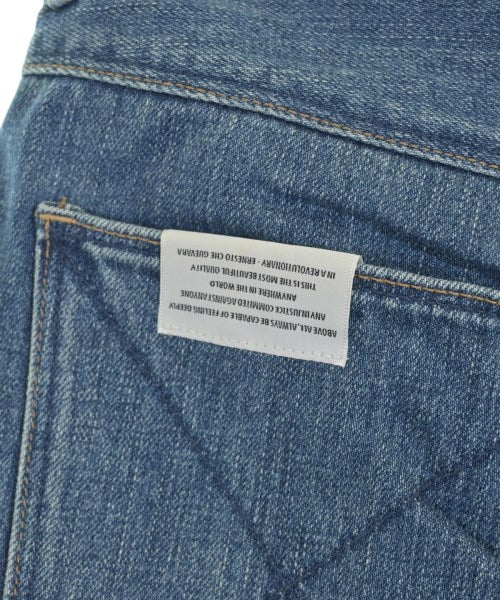 ABOVE ALL, ALWAYS BE CAPABLE OF FEELING DEEPLY
ANY INJUSTICE COMMITED AGAINST ANYONE
ANYWHERE IN THE WORLD
THIS IS THE MOST BEAUTIFUL QUALITY
IN A REVOLUTIONARY - ERNESTO CHE GUEVARA